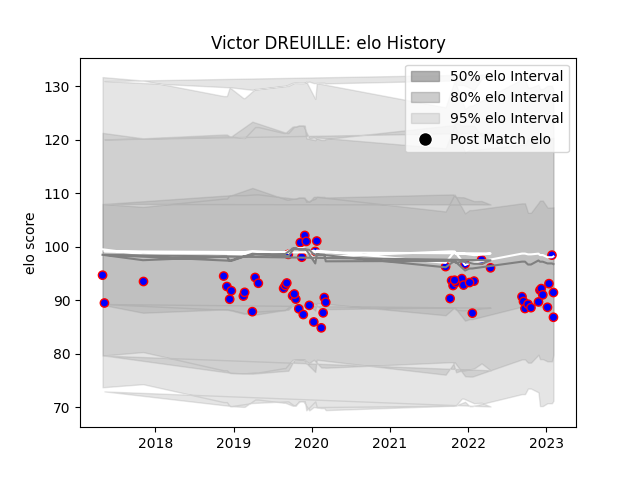 Victor DREUILLE: elo History
50% elo Interval
80% elo Interval
95% elo Interval
Post Match elo
elo score
130
120
110
100
90
80
70
2018
2019
2020
2021
2022
2023